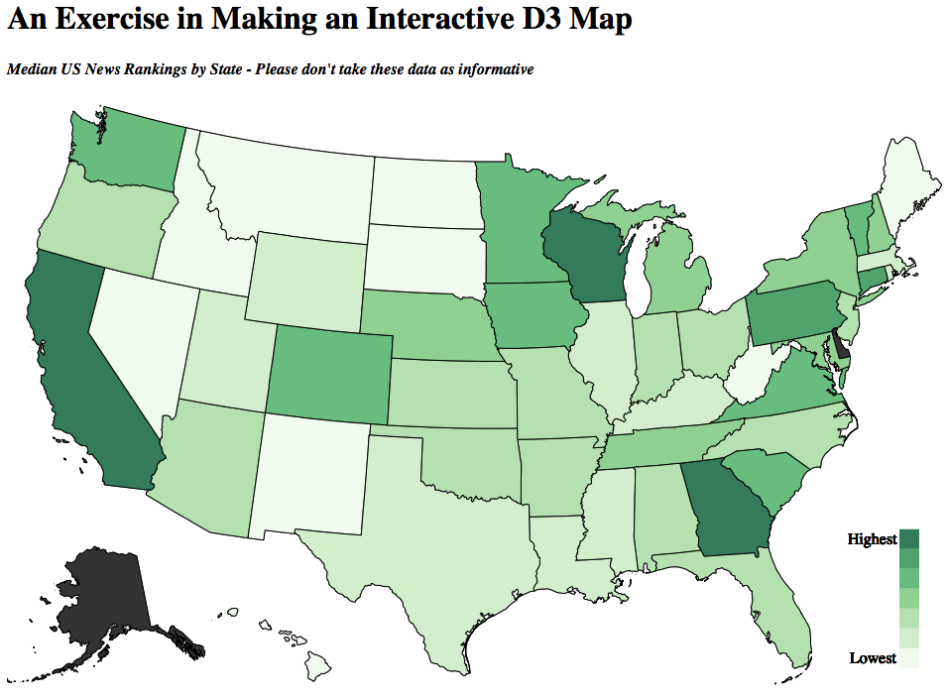 An Exercise in Making an Interactive D3 Map
Median US News Rankings by State - Please don't take these data as informative
Highest
Lowest